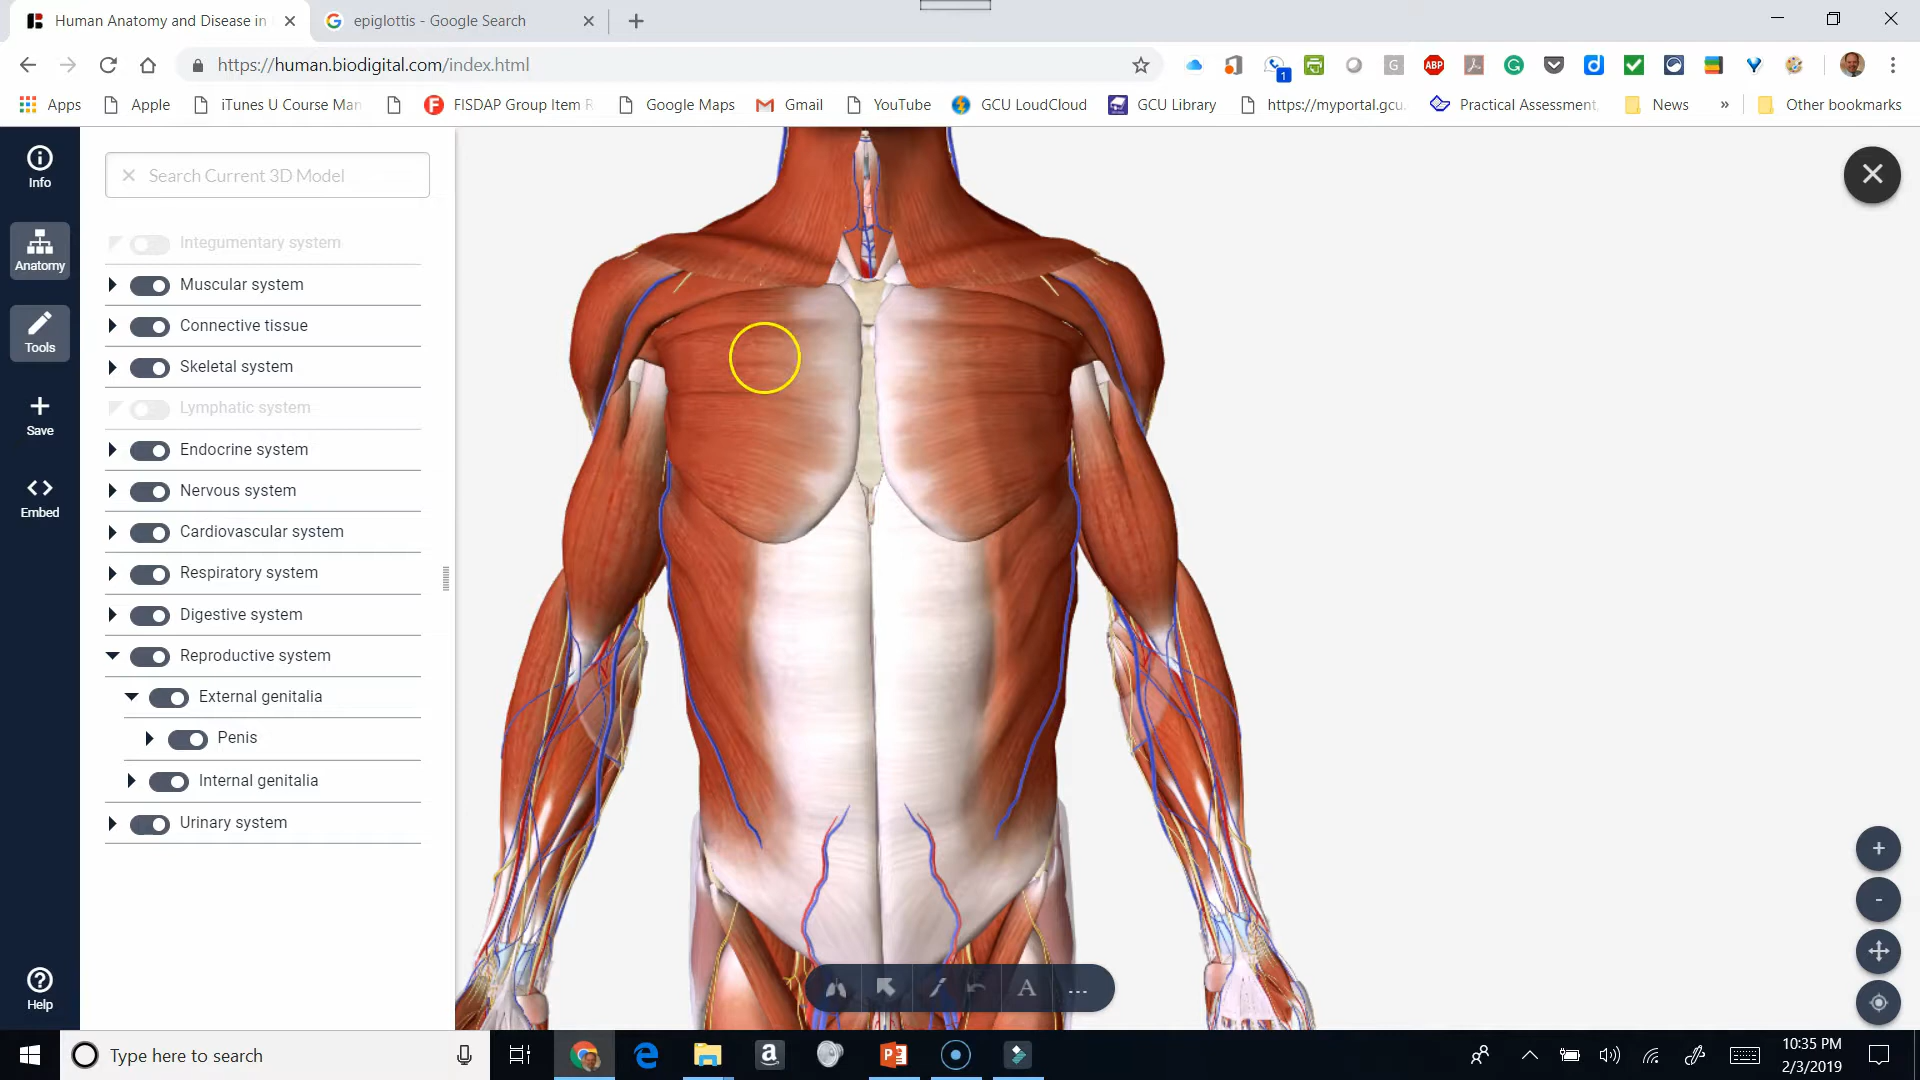 Human Anatomy and Disease in
epiglottis - Google Search
https://human.biodigital.com/index.html
1
G
ABP
Apps
Apple
iTunes U Course Man
F
FISDAP Group Item R
Google Maps
Gmail
YouTube
GCU LoudCloud
GCU Library
https://myportal.gcu.
Practical Assessment,
News
»
Other bookmarks
Info
Anatomy
Tools
Save
Embed
Help
Search Current 3D Model
Integumentary system
Muscular system
Connective tissue
Skeletal system
Lymphatic system
Endocrine system
Nervous system
Cardiovascular system
Respiratory system
Digestive system
Reproductive system
External genitalia
Penis
Internal genitalia
Urinary system
A
...
+
-
Type here to search
10:35 PM
2/3/2019